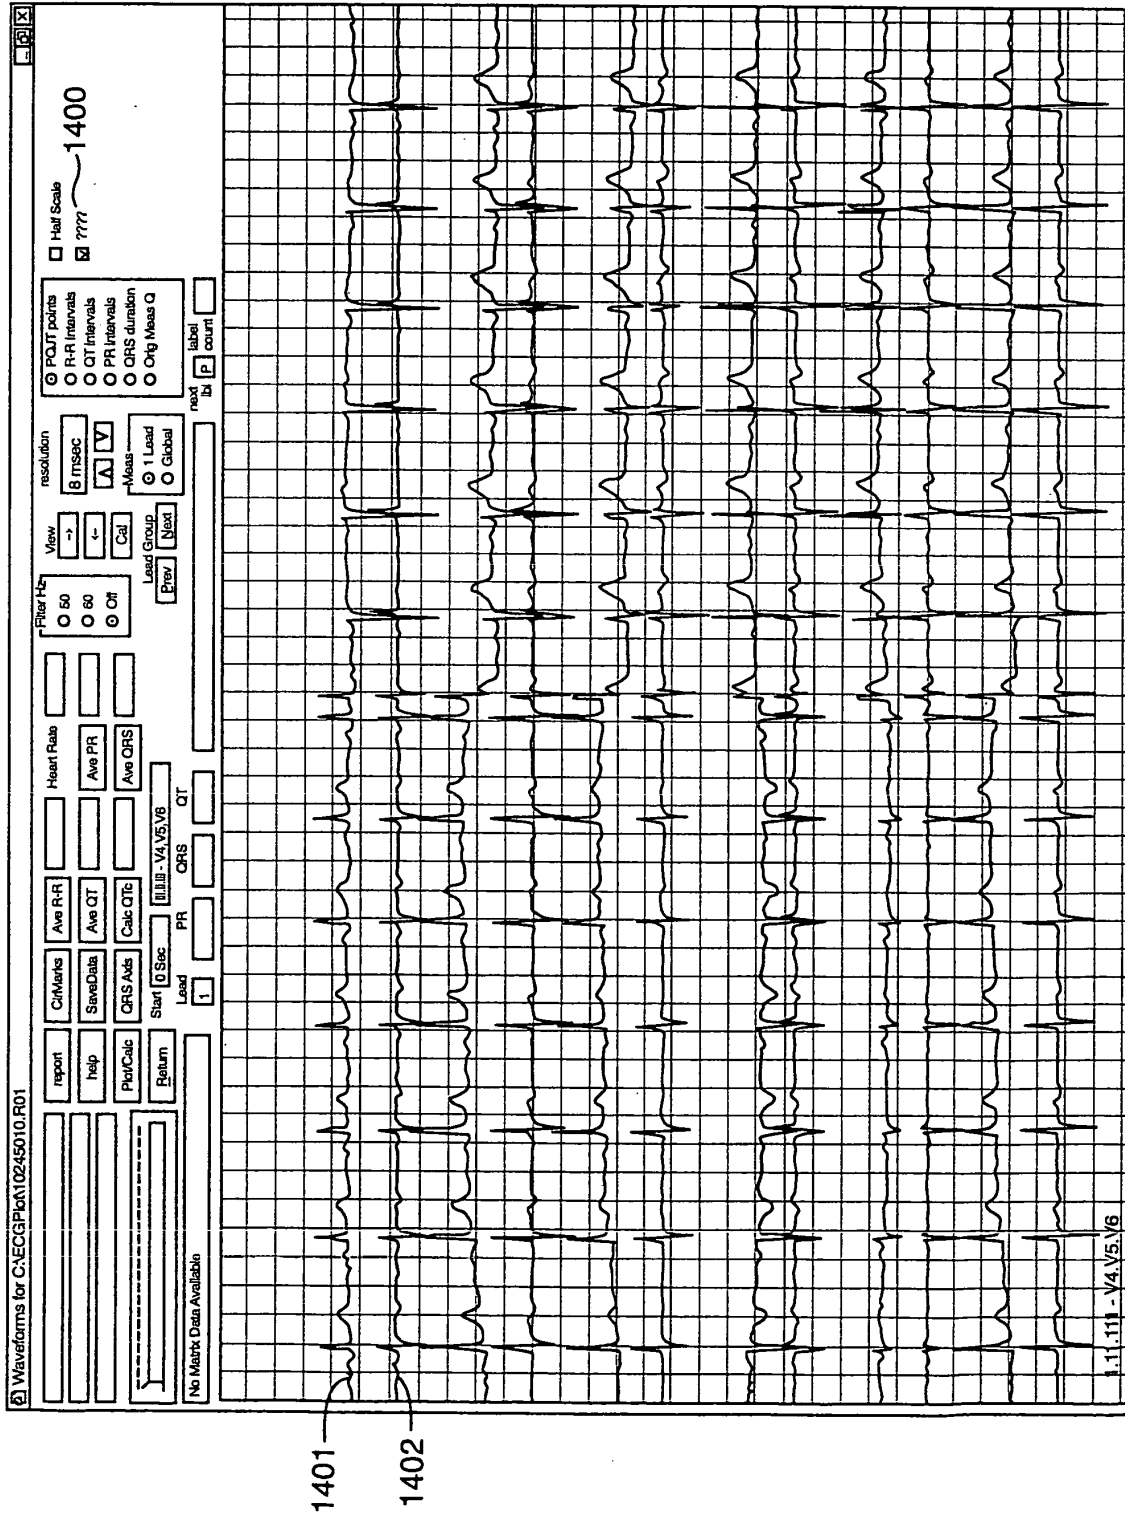 Waveforms for C:\ECGPlot\10245010.R01
report
ClrMarks
Ave R-R
Heart Rate
help
SaveData
Ave QT
Ave PR
Plot/Calc
QRS Axis
Calc QTc
Ave QRS
Return
Start 0 Sec
I,II,III - V4,V5,V6
Filter Hz
50
60
Off
View
→
←
Cal
resolution
8 msec
Λ V
Meas
1 Lead
Global
Lead Group
Prev Next
PQJT points
R-R Intervals
QT Intervals
PR Intervals
QRS duration
Orig Meas Q
Half Scale
????
1400
No Matrix Data Available
Lead
1
PR
QRS
QT
next lbl P
label count
1401
1402
1.11.111 - V4.V5.V6